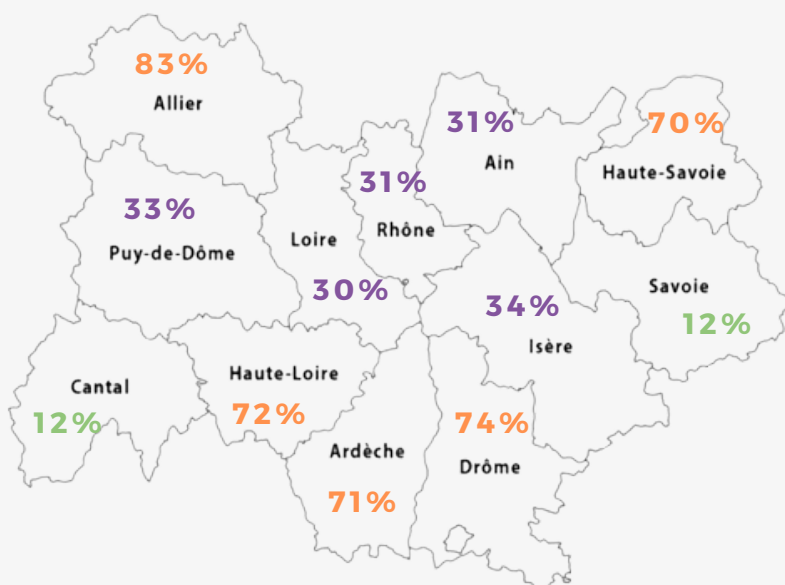 83%
Allier
31%
Ain
70%
Haute-Savoie
33%
Puy-de-Dôme
Loire
30%
31%
Rhône
34%
Isère
Savoie
12%
Cantal
12%
Haute-Loire
72%
Ardèche
71%
74%
Drôme